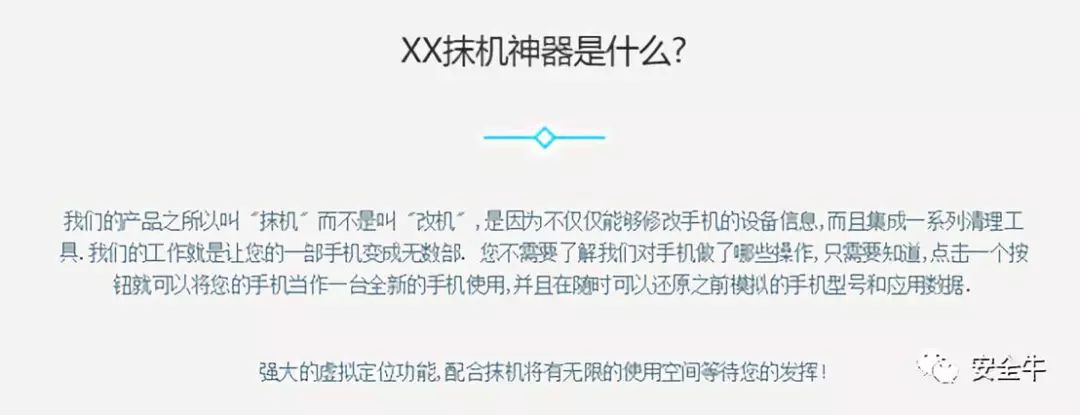 XX抹机神器是什么?
我们的产品之所以叫“抹机”而不是叫“改机”,是因为不仅仅能够修改手机的设备信息,而且集成一系列清理工
具.我们的工作就是让您的一部手机变成无数部. 您不需要了解我们对手机做了哪些操作,只需要知道,点击一个按
钮就可以将您的手机当作一台全新的手机使用,并且在随时可以还原之前模拟的手机型号和应用数据.
强大的虚拟定位功能,配合抹机将有无限的使用空间等待您的发挥!
安全牛